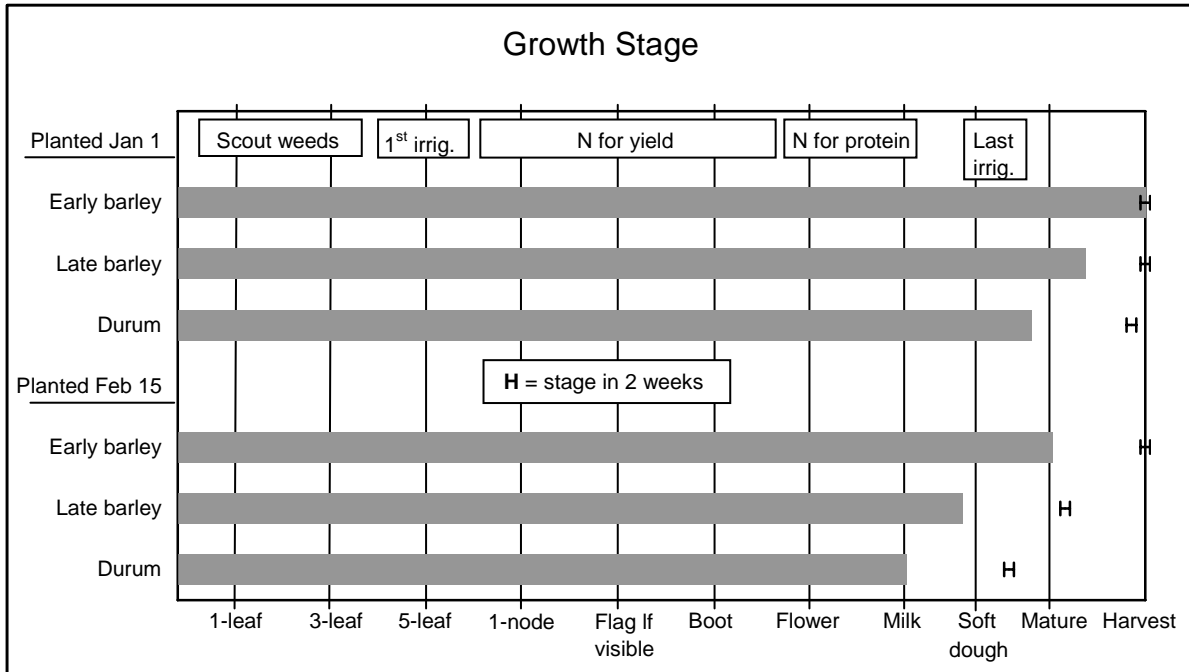 Growth Stage
Planted Jan 1
Scout weeds
1st irrig.
N for yield
N for protein
Last
irrig.
Early barley
H
Late barley
H
Durum
H
Planted Feb 15
H = stage in 2 weeks
Early barley
H
Late barley
H
Durum
H
1-leaf
3-leaf
5-leaf
1-node
Flag lf
visible
Boot
Flower
Milk
Soft
dough
Mature
Harvest